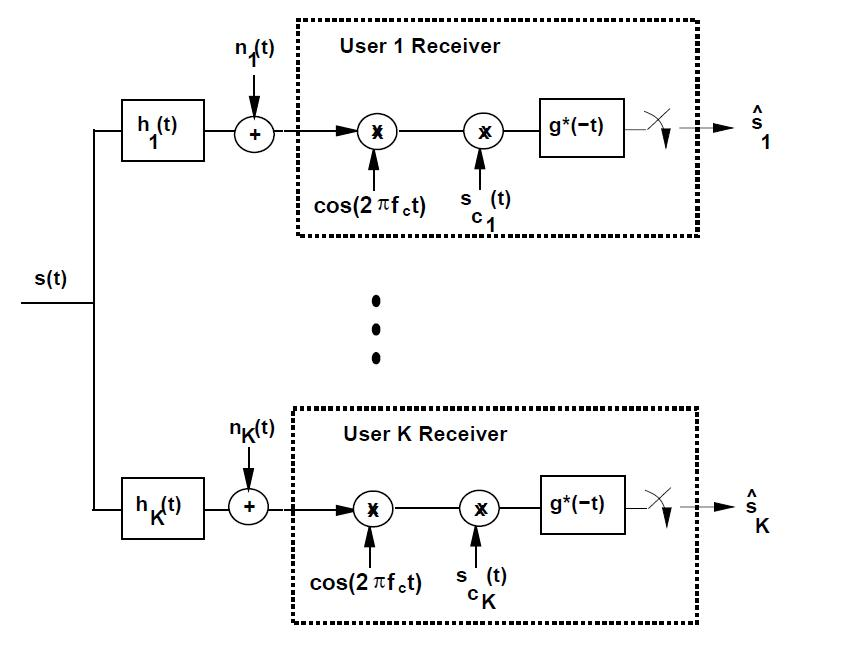 n1(t)
User 1 Receiver
h1(t)
+
x
x
g*(−t)
ŝ1
cos(2πfct)
sc1(t)
s(t)
nK(t)
User K Receiver
hK(t)
+
x
x
g*(−t)
ŝK
cos(2πfct)
scK(t)